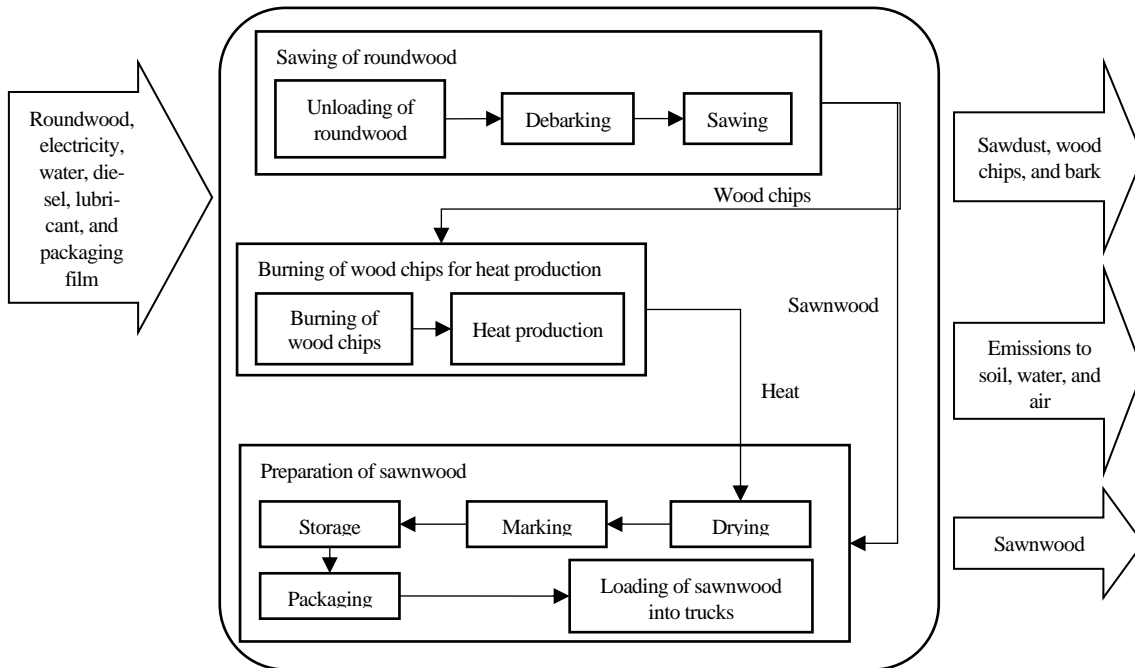 Roundwood,
electricity,
water, die-
sel, lubri-
cant, and
packaging
film
Sawing of roundwood
Unloading of
roundwood
Debarking
Sawing
Wood chips
Burning of wood chips for heat production
Burning of
wood chips
Heat production
Sawnwood
Heat
Preparation of sawnwood
Storage
Marking
Drying
Packaging
Loading of sawnwood
into trucks
Sawdust, wood
chips, and bark
Emissions to
soil, water, and
air
Sawnwood